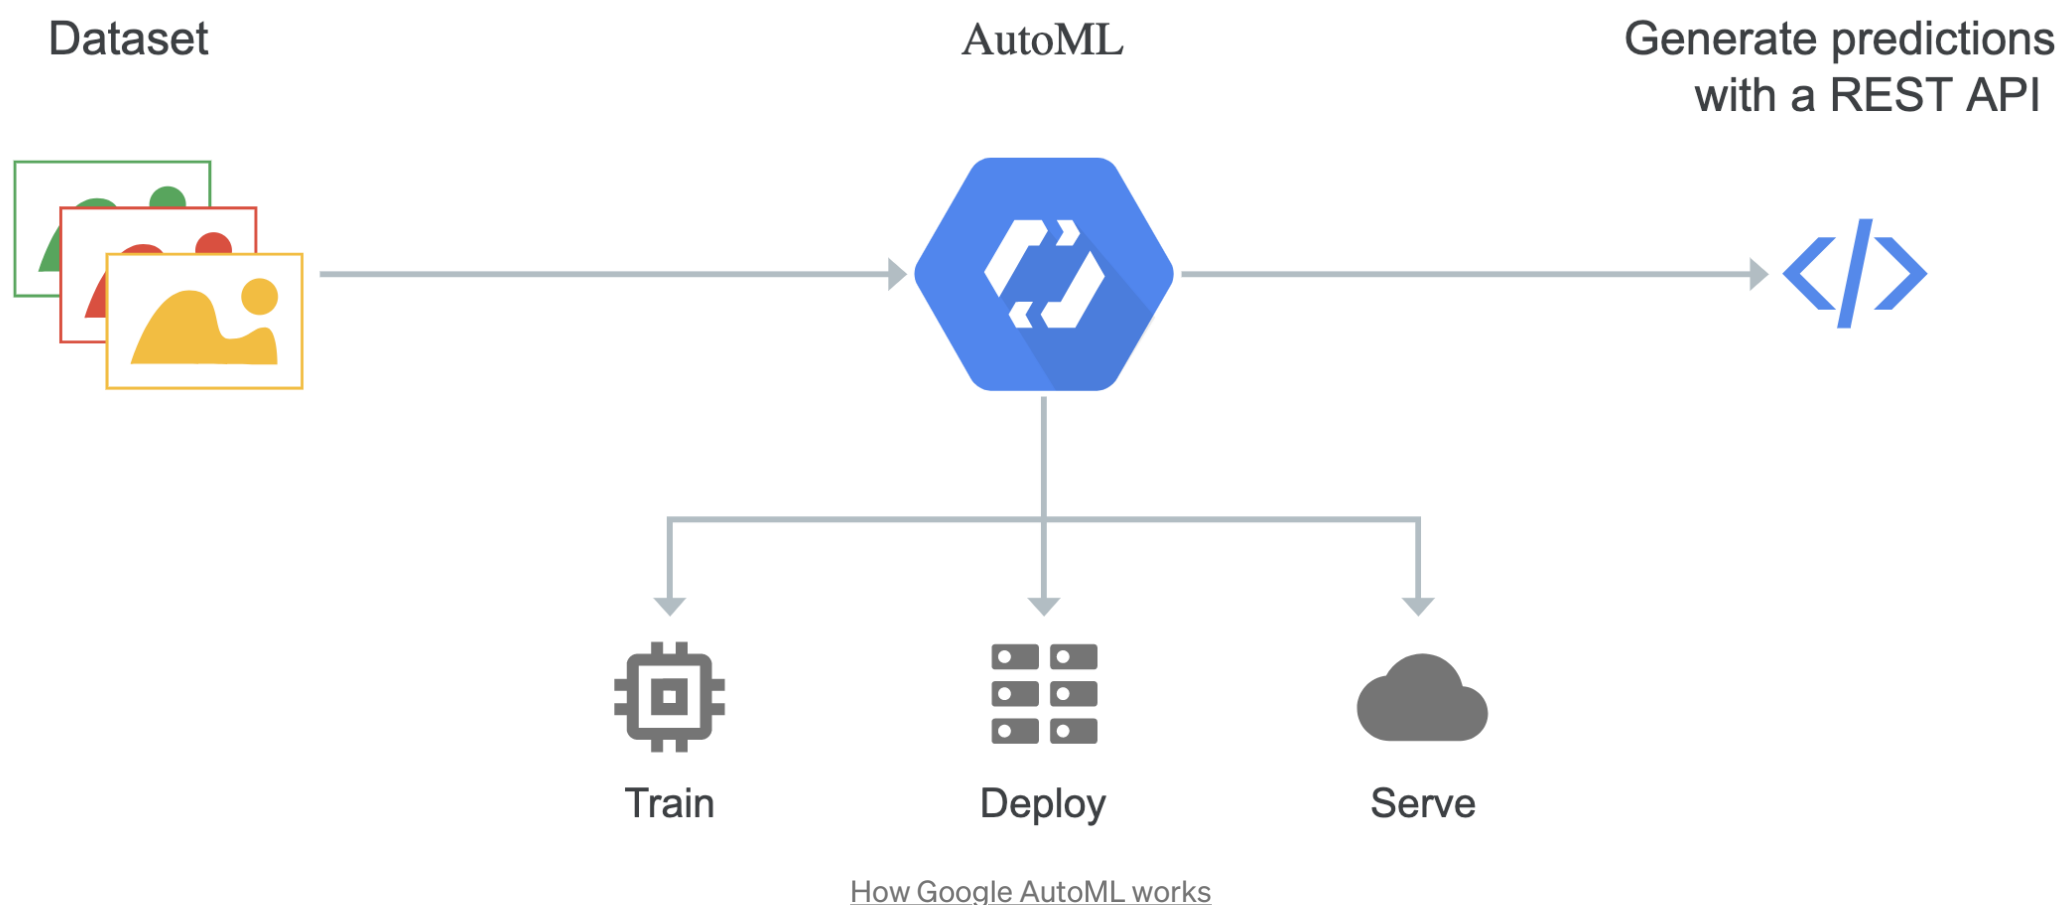 Dataset
AutoML
Generate predictions
with a REST API
Train
Deploy
Serve
How Google AutoML works